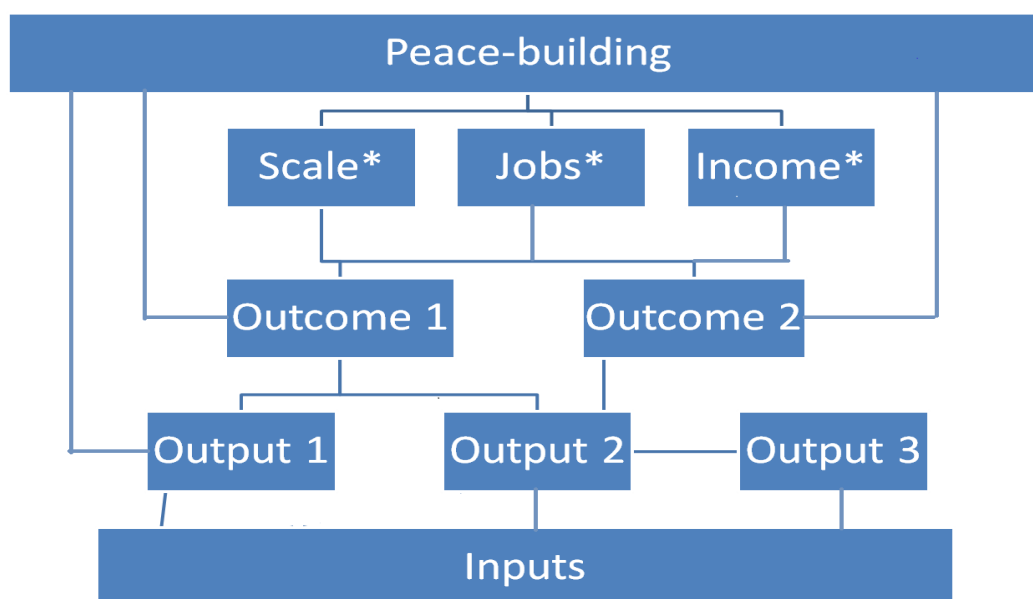 Peace-building
Scale*
Jobs*
Income*
Outcome 1
Outcome 2
Output 1
Output 2
Output 3
Inputs